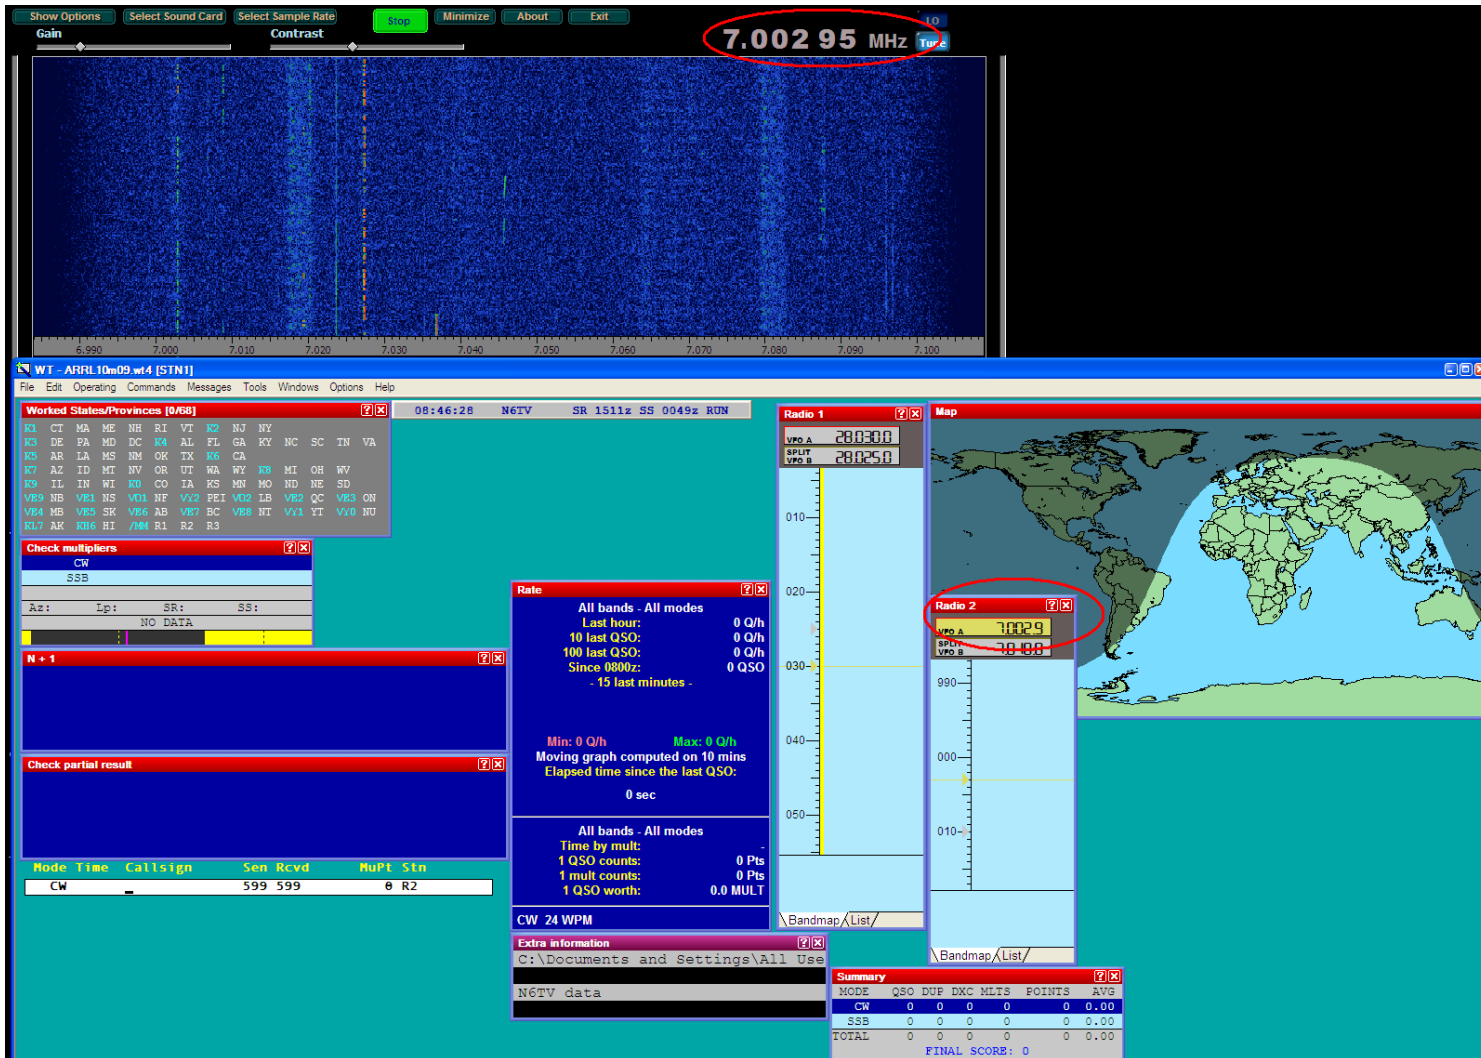 Show Options Select Sound Card Select Sample Rate Stop Minimize About Exit LO
Gain Contrast 7.002 95 MHz Tune
6.990 7.000 7.010 7.020 7.030 7.040 7.050 7.060 7.070 7.080 7.090 7.100
WT - ARRL10m09.wt4 [STN1]
File Edit Operating Commands Messages Tools Windows Options Help
Worked States/Provinces [0/68]
K1 CT MA ME NH RI VT K2 NJ NY
K3 DE PA MD DC K4 AL FL GA KY NC SC TN VA
K5 AR LA MS NM OK TX K6 CA
K7 AZ ID MT NV OR UT WA WY K8 MI OH WV
K9 IL IN WI K0 CO IA KS MN MO ND NE SD
VE9 NB VE1 NS VO1 NF VY2 PEI VO2 LB VE2 QC VE3 ON
VE4 MB VE5 SK VE6 AB VE7 BC VE8 NT VY1 YT VY0 NU
KL7 AK KH6 HI /MM R1 R2 R3
08:46:28 N6TV SR 1511z SS 0049z RUN
Check multipliers
CW
SSB
Az: Lp: SR: SS:
NO DATA
N + 1
Check partial result
Mode Time Callsign Sen Rcvd MuPt Stn
CW _ 599 599 0 R2
Rate
All bands - All modes
Last hour: 0 Q/h
10 last QSO: 0 Q/h
100 last QSO: 0 Q/h
Since 0800z: 0 QSO
- 15 last minutes -
Min: 0 Q/h Max: 0 Q/h
Moving graph computed on 10 mins
Elapsed time since the last QSO:
0 sec
All bands - All modes
Time by mult: -
1 QSO counts: 0 Pts
1 mult counts: 0 Pts
1 QSO worth: 0.0 MULT
CW 24 WPM
Extra information
C:\Documents and Settings\All Use
N6TV data
Radio 1
VFO A 28.030.0
SPLIT VFO B 28.025.0
010
020
030
040
050
Bandmap List
Map
Radio 2
VFO A 7.002.9
SPLIT VFO B 7.048.8
990
000
010
Bandmap List
Summary
MODE QSO DUP DXC MLTS POINTS AVG
CW 0 0 0 0 0 0.00
SSB 0 0 0 0 0 0.00
TOTAL 0 0 0 0 0 0.00
FINAL SCORE: 0